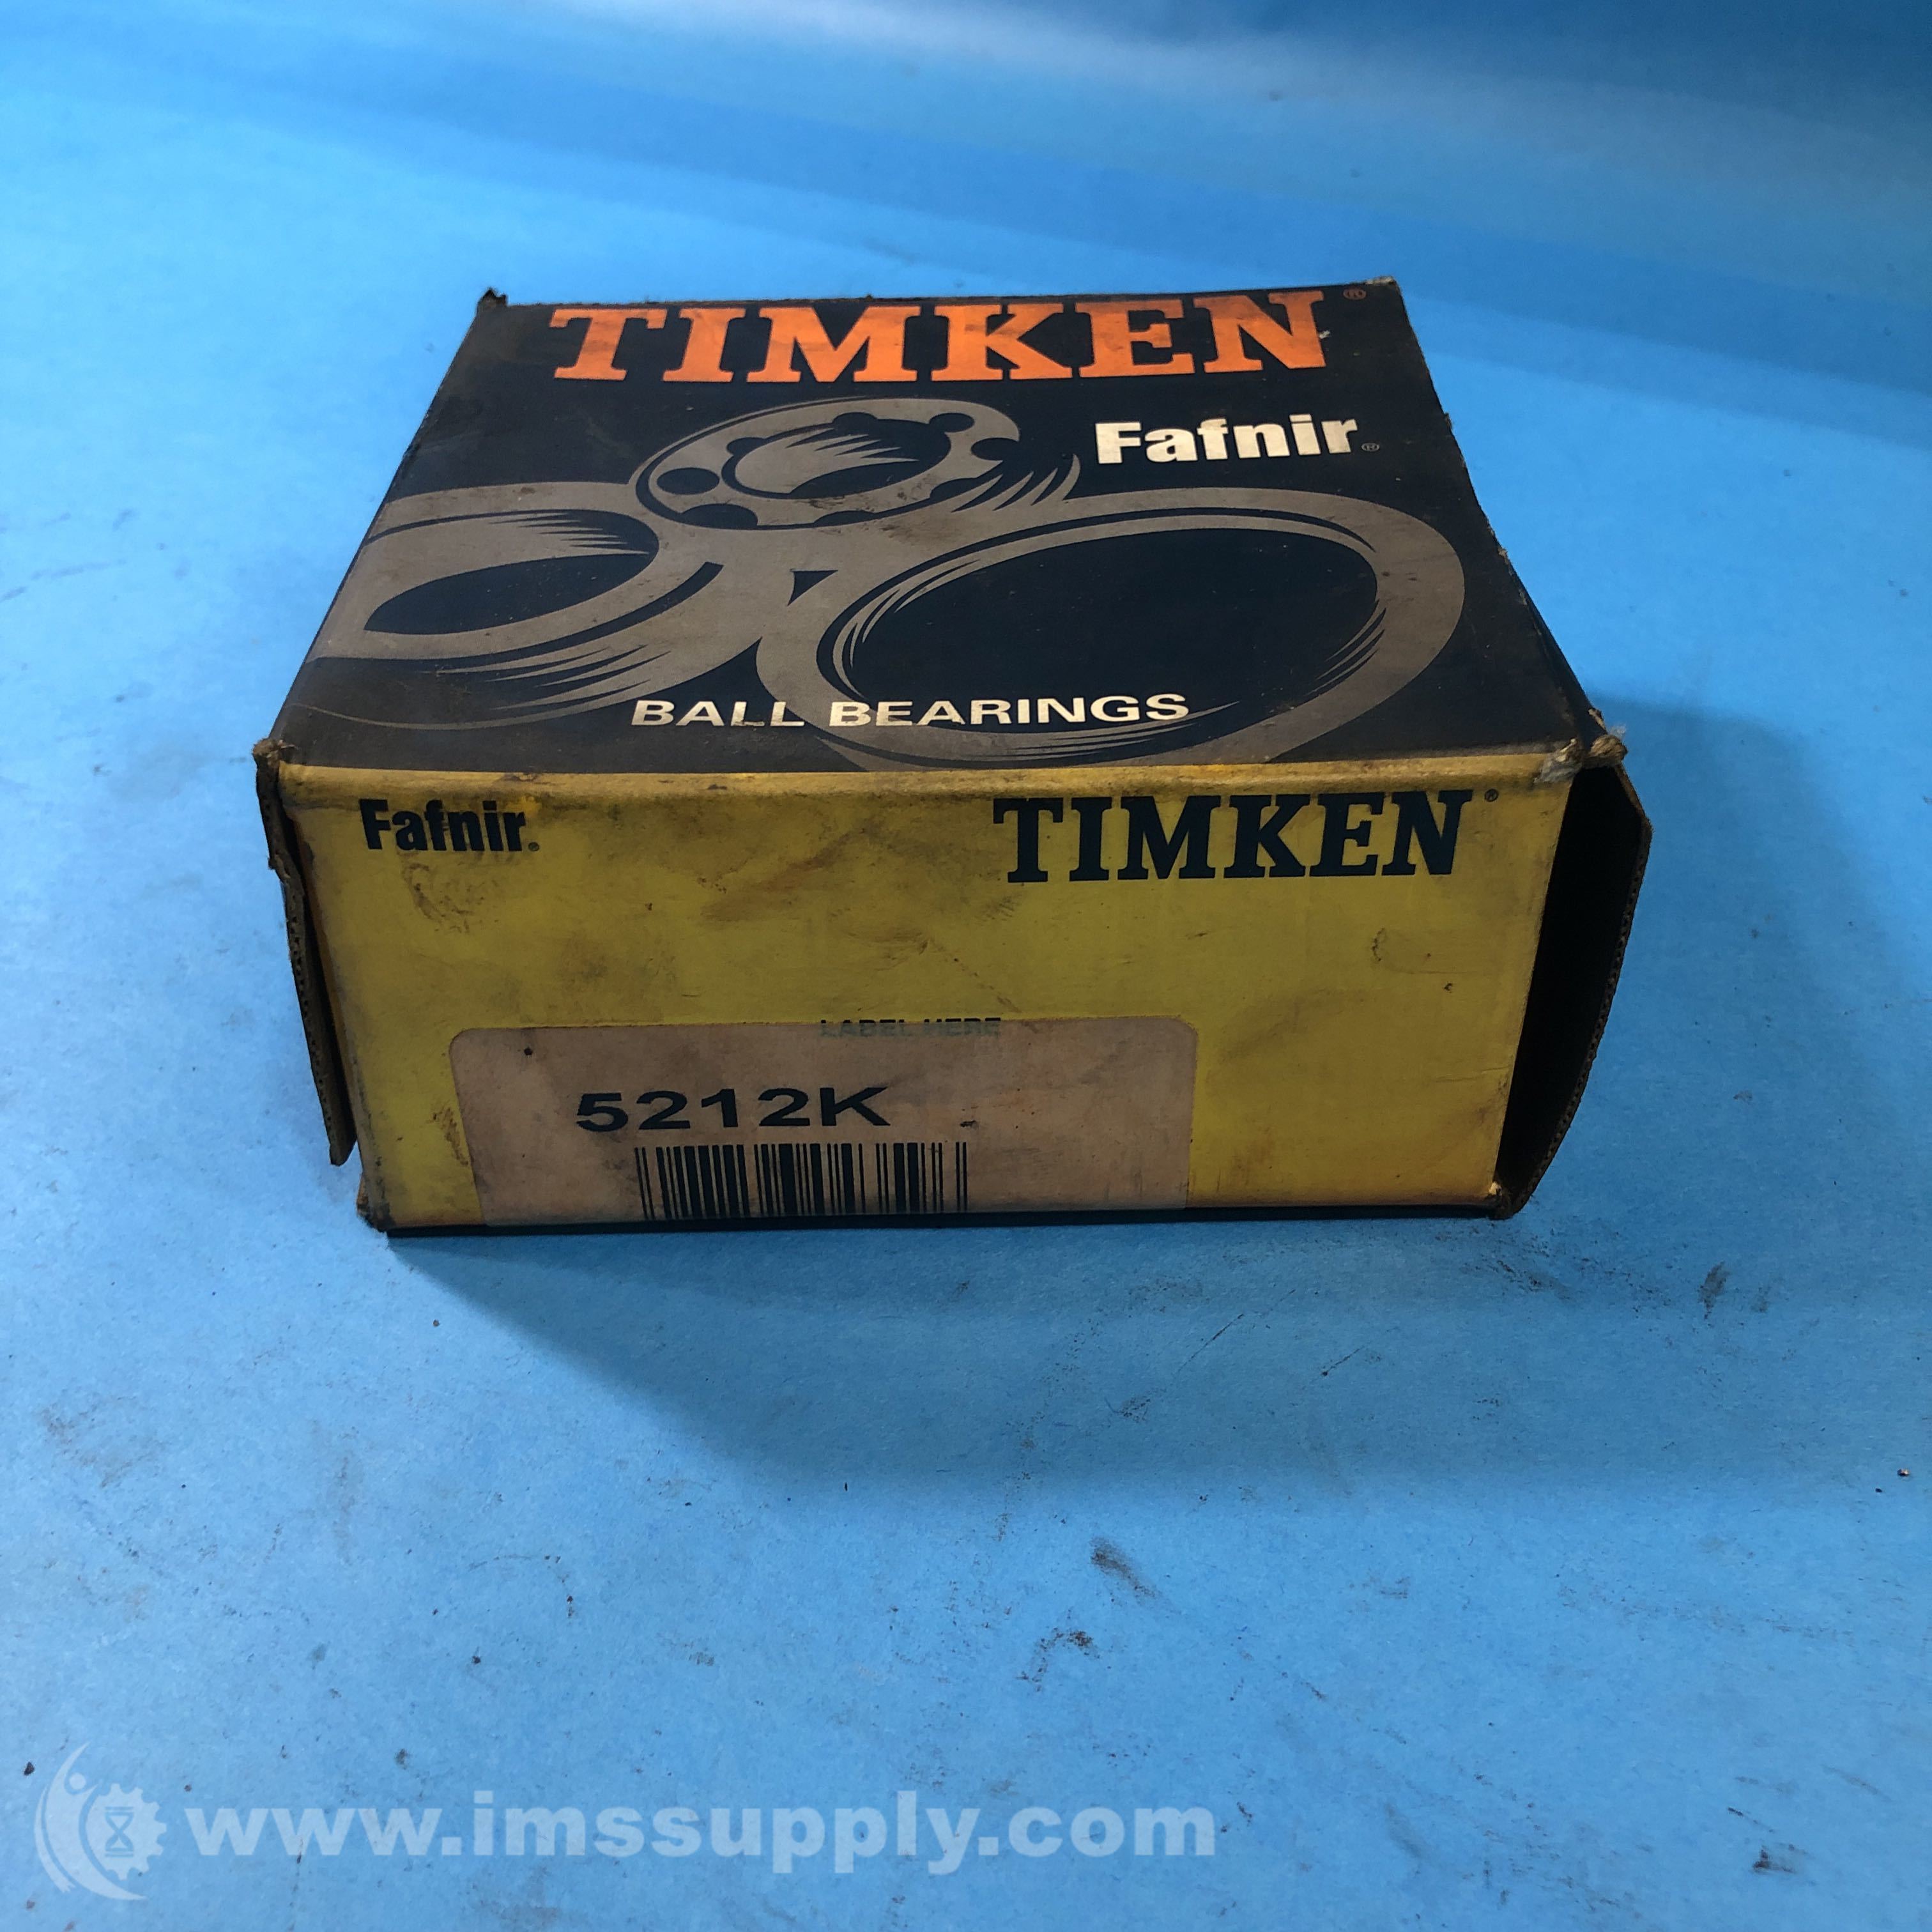 TIMKEN®
Fafnir®
BALL BEARINGS
Fafnir® TIMKEN®
LABEL HERE
5212K
www.imssupply.com